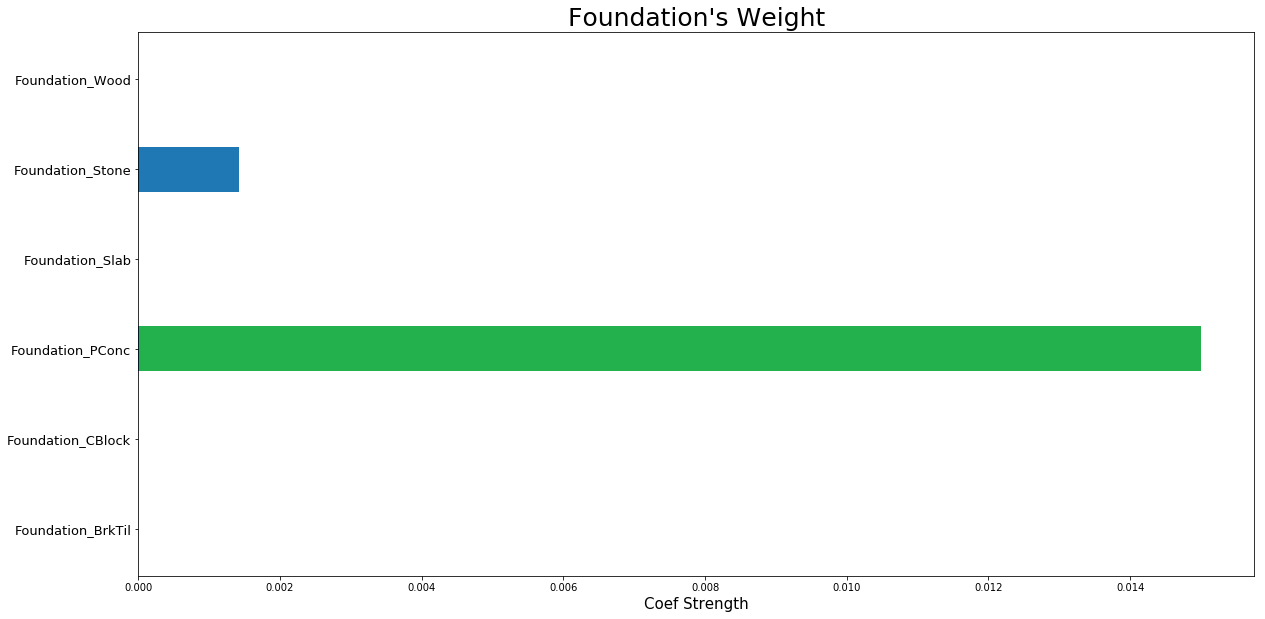 Foundation's Weight
Foundation_Wood
Foundation_Stone
Foundation_Slab
Foundation_PConc
Foundation_CBlock
Foundation_BrkTil
0.000 0.002 0.004 0.006 0.008 0.010 0.012 0.014
Coef Strength